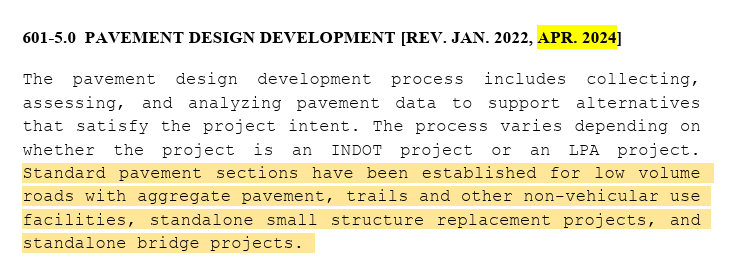 601-5.0 PAVEMENT DESIGN DEVELOPMENT [REV. JAN. 2022, APR. 2024]
The pavement design development process includes collecting,
assessing, and analyzing pavement data to support alternatives
that satisfy the project intent. The process varies depending on
whether the project is an INDOT project or an LPA project.
Standard pavement sections have been established for low volume
roads with aggregate pavement, trails and other non-vehicular use
facilities, standalone small structure replacement projects, and
standalone bridge projects.